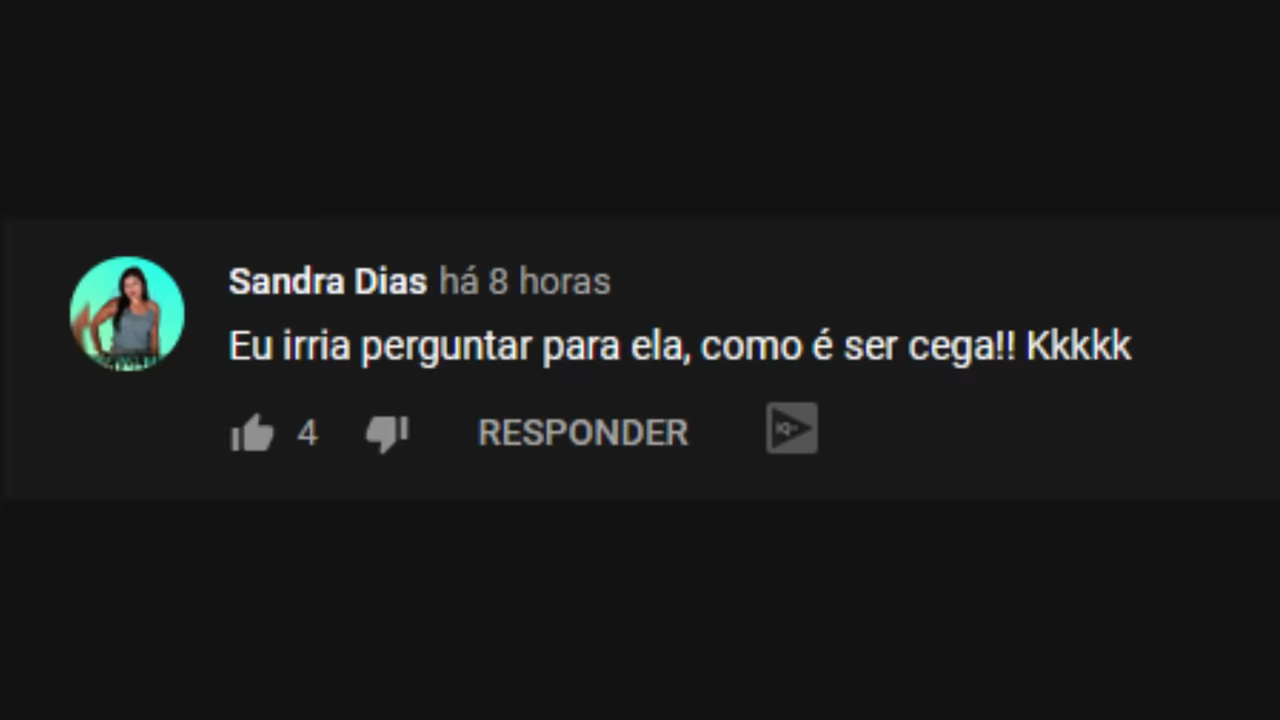 Sandra Dias há 8 horas
Eu irria perguntar para ela, como é ser cega!! Kkkkk
4 RESPONDER